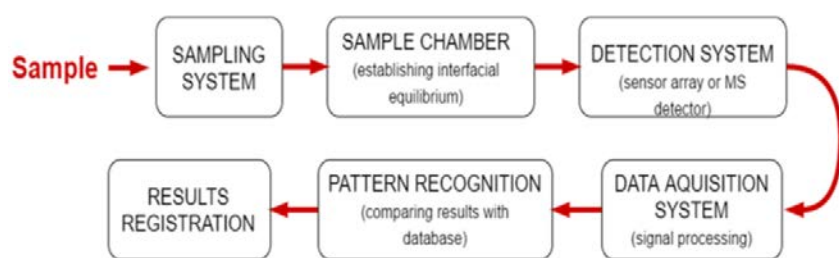 Sample
SAMPLING
SYSTEM
SAMPLE CHAMBER
(establishing interfacial
equilibrium)
DETECTION SYSTEM
(sensor array or MS
detector)
DATA AQUISITION
SYSTEM
(signal processing)
PATTERN RECOGNITION
(comparing results with
database)
RESULTS
REGISTRATION